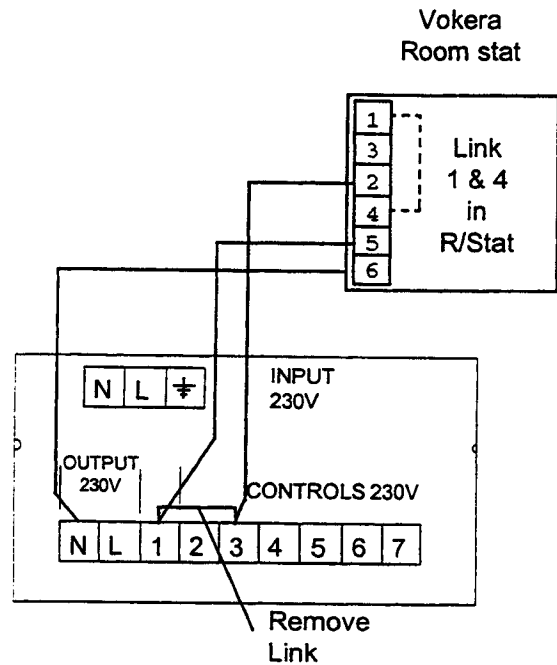 Vokera
Room stat
1
3
2
4
5
6
Link
1 & 4
in
R/Stat
N L ⏚
INPUT
230V
OUTPUT
230V
CONTROLS 230V
N L 1 2 3 4 5 6 7
Remove
Link